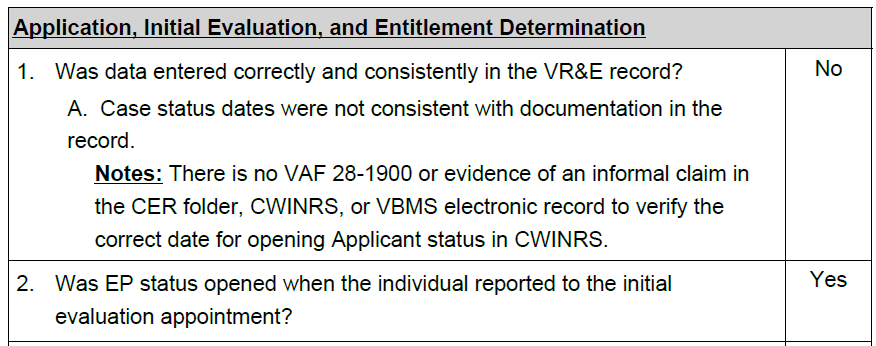 Application, Initial Evaluation, and Entitlement Determination
1. Was data entered correctly and consistently in the VR&E record?
No
A. Case status dates were not consistent with documentation in the
record.
Notes: There is no VAF 28-1900 or evidence of an informal claim in
the CER folder, CWINRS, or VBMS electronic record to verify the
correct date for opening Applicant status in CWINRS.
2. Was EP status opened when the individual reported to the initial
Yes
evaluation appointment?